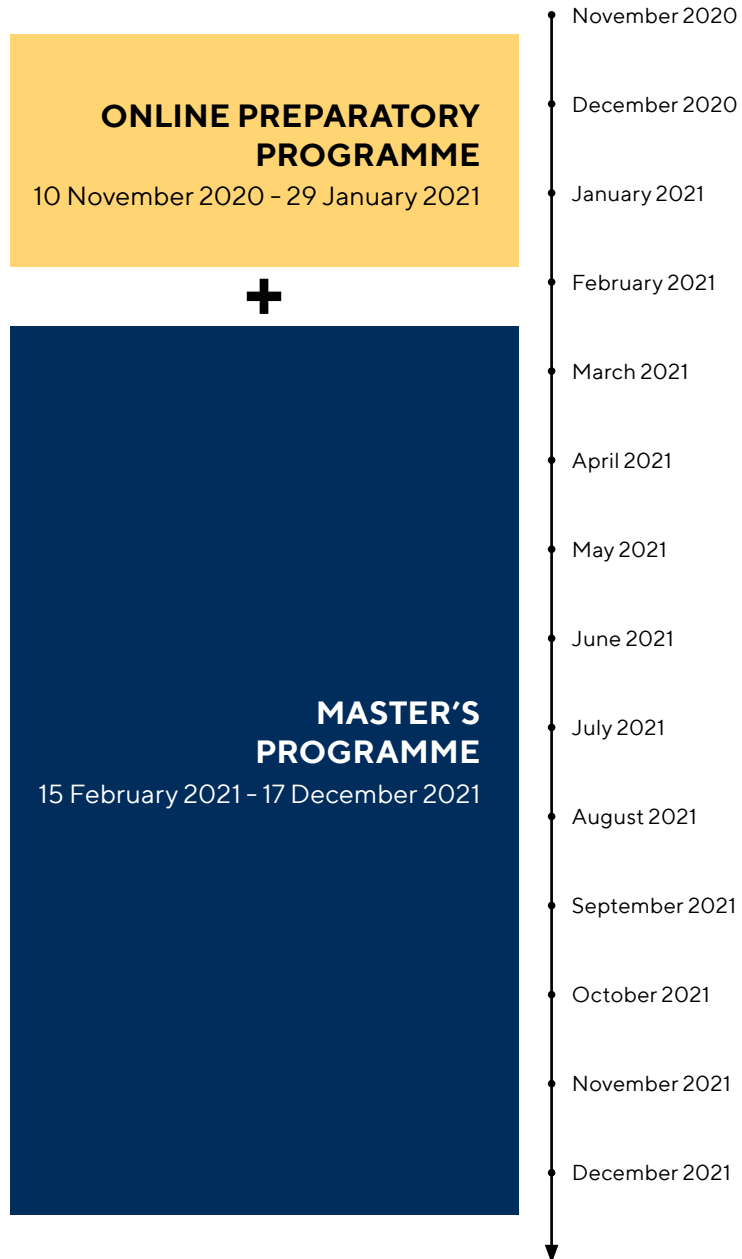 ONLINE PREPARATORY
PROGRAMME
10 November 2020 - 29 January 2021
+
MASTER’S
PROGRAMME
15 February 2021 - 17 December 2021
November 2020
December 2020
January 2021
February 2021
March 2021
April 2021
May 2021
June 2021
July 2021
August 2021
September 2021
October 2021
November 2021
December 2021